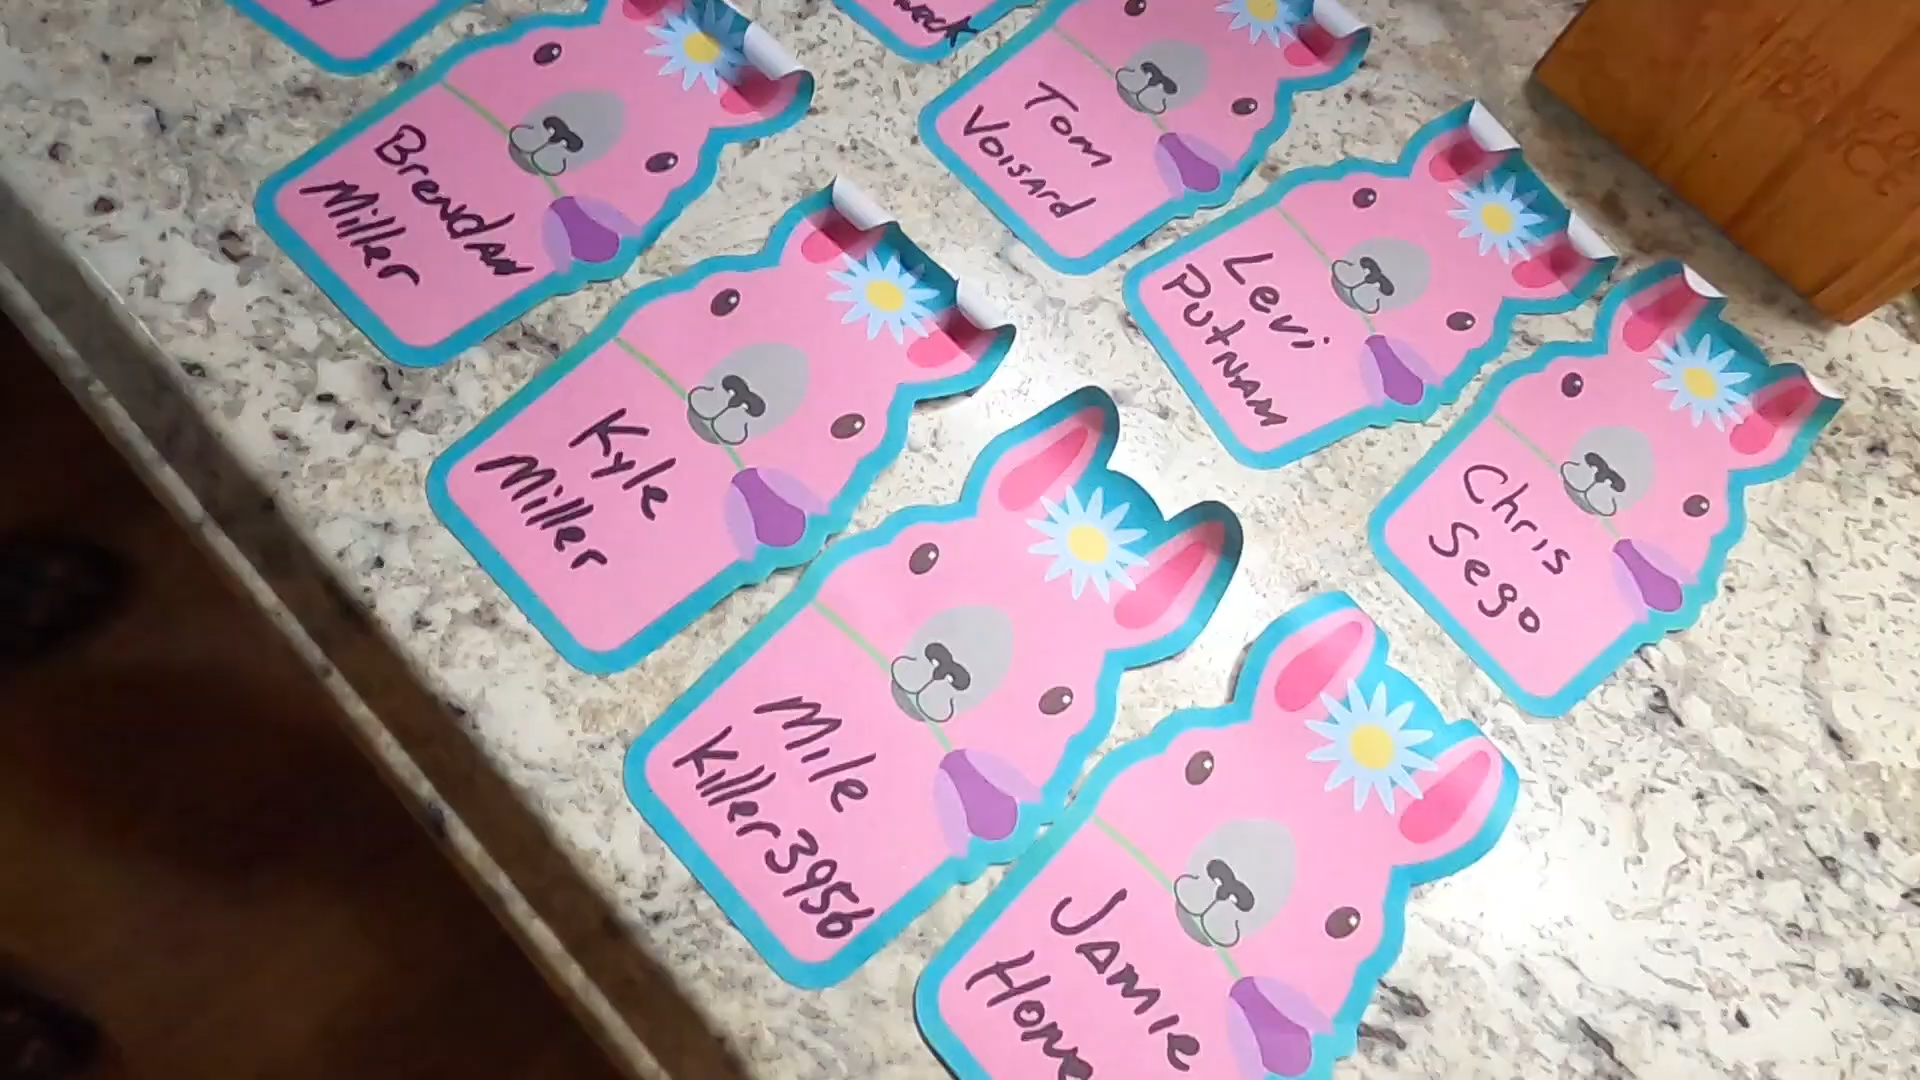 Brendan
Miller
Tom
Voisard
Kyle
Miller
Levi
Putnam
Mile
Killer3956
Chris
Sego
Jamie